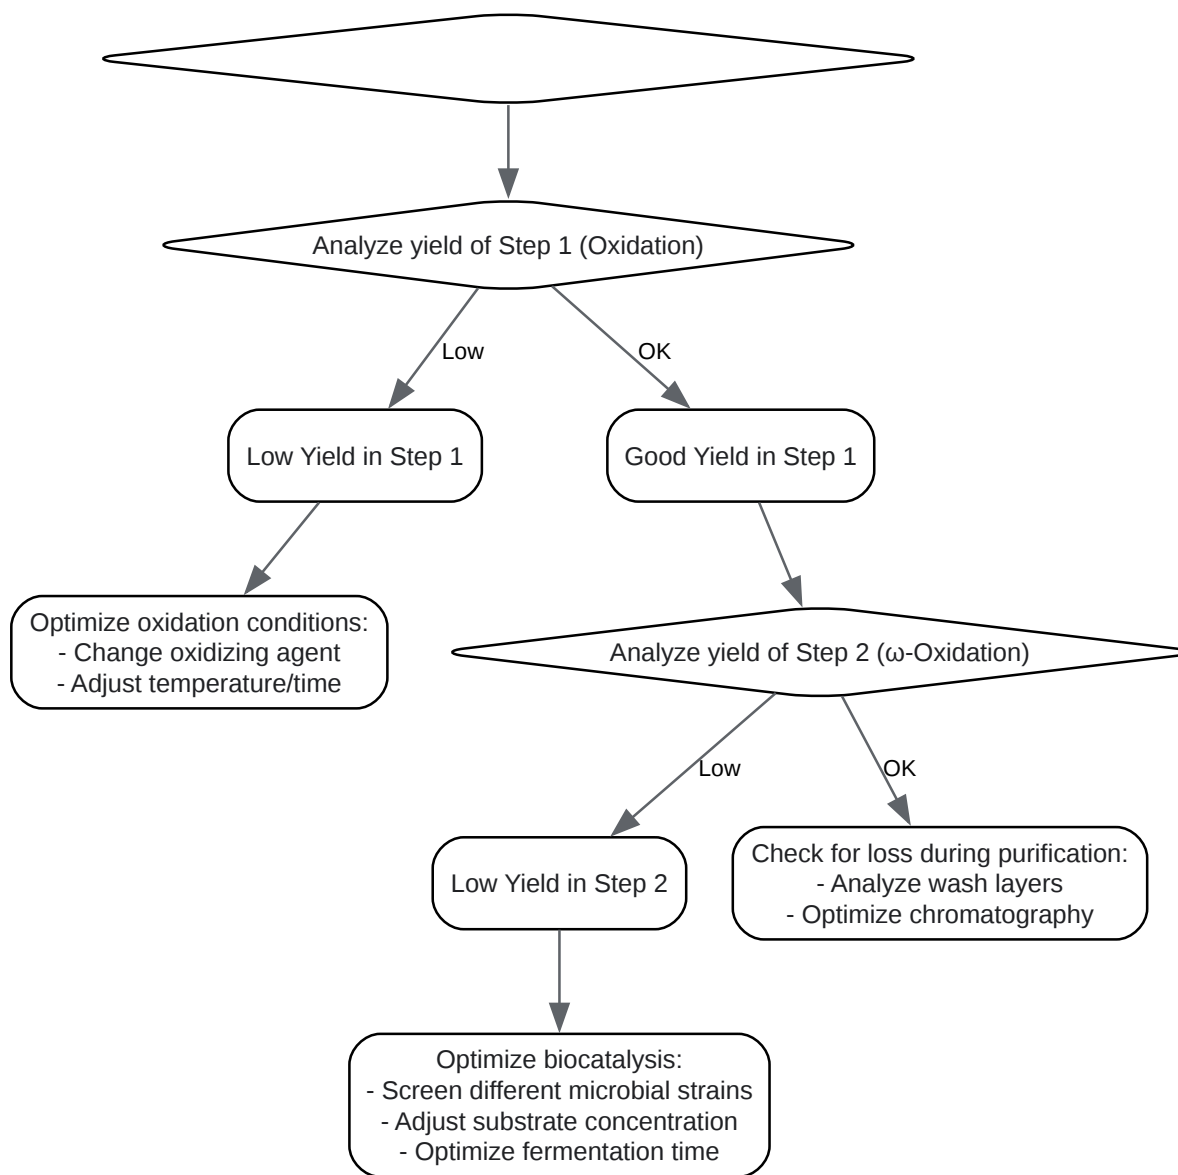 Analyze yield of Step 1 (Oxidation)
Low
OK
Low Yield in Step 1
Good Yield in Step 1
Optimize oxidation conditions:
- Change oxidizing agent
- Adjust temperature/time
Analyze yield of Step 2 (ω-Oxidation)
Low
OK
Low Yield in Step 2
Check for loss during purification:
- Analyze wash layers
- Optimize chromatography
Optimize biocatalysis:
- Screen different microbial strains
- Adjust substrate concentration
- Optimize fermentation time